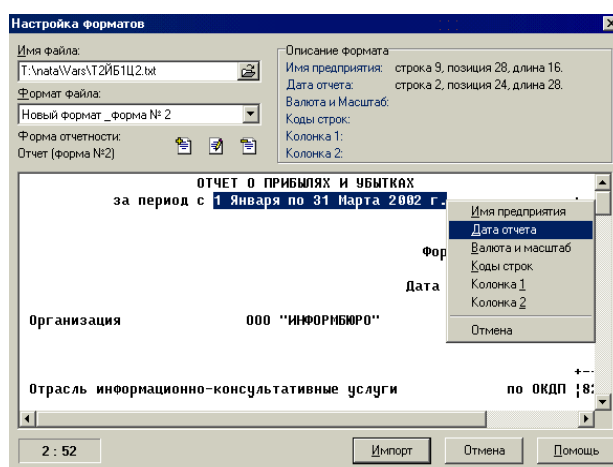 Настройка форматов
Имя файла:
T:\nata\Vars\Т2ЙБ1Ц2.txt
Формат файла:
Новый формат _форма № 2
Форма отчетности:
Отчет (форма №2)
Описание формата
Имя предприятия: строка 9, позиция 28, длина 16.
Дата отчета: строка 2, позиция 24, длина 28.
Валюта и Масштаб:
Коды строк:
Колонка 1:
Колонка 2:
ОТЧЕТ О ПРИБЫЛЯХ И УБЫТКАХ
за период с 1 Января по 31 Марта 2002 г.
Фор
Дата
Организация ООО "ИНФОРМБЮРО"
Отрасль информационно-консультативные услуги по ОКДП ¦82
Имя предприятия
Дата отчета
Валюта и масштаб
Коды строк
Колонка 1
Колонка 2
Отмена
2 : 52
Импорт
Отмена
Помощь